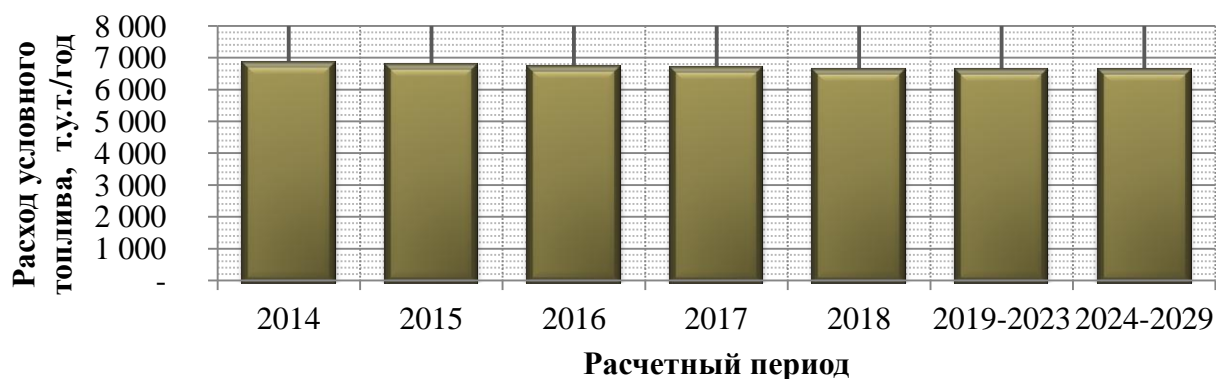 Расход условного
топлива, т.у.т./год
8 000
7 000
6 000
5 000
4 000
3 000
2 000
1 000
-
2014 2015 2016 2017 2018 2019-2023 2024-2029
Расчетный период